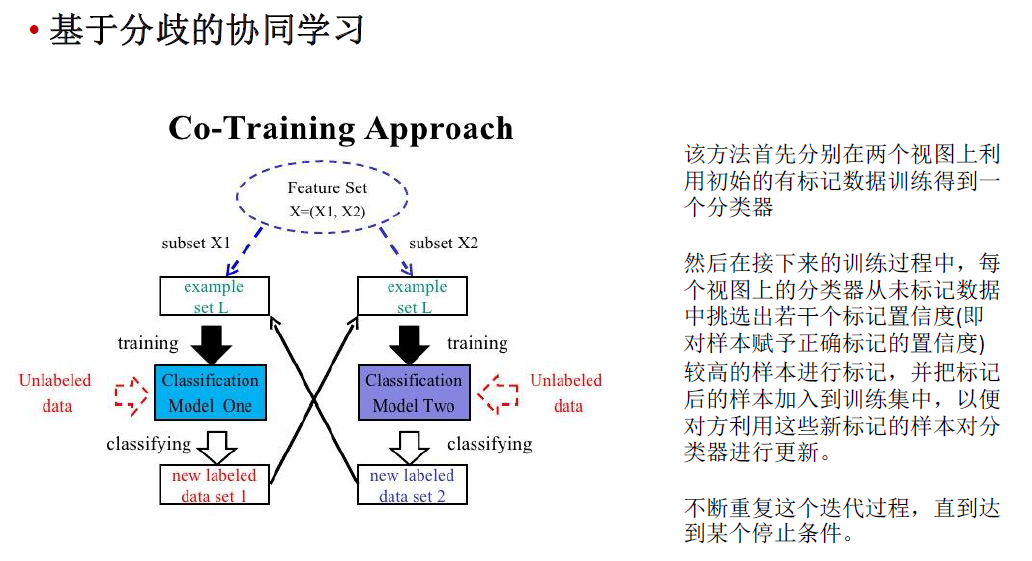 • 基于分歧的协同学习
Co-Training Approach
Feature Set
X=(X1, X2)
subset X1
subset X2
example
set L
example
set L
training
training
Unlabeled
data
Classification
Model One
Classification
Model Two
Unlabeled
data
classifying
classifying
new labeled
data set 1
new labeled
data set 2
该方法首先分别在两个视图上利
用初始的有标记数据训练得到一
个分类器
然后在接下来的训练过程中，每
个视图上的分类器从未标记数据
中挑选出若干个标记置信度(即
对样本赋予正确标记的置信度)
较高的样本进行标记，并把标记
后的样本加入到训练集中，以便
对方利用这些新标记的样本对分
类器进行更新。
不断重复这个迭代过程，直到达
到某个停止条件。